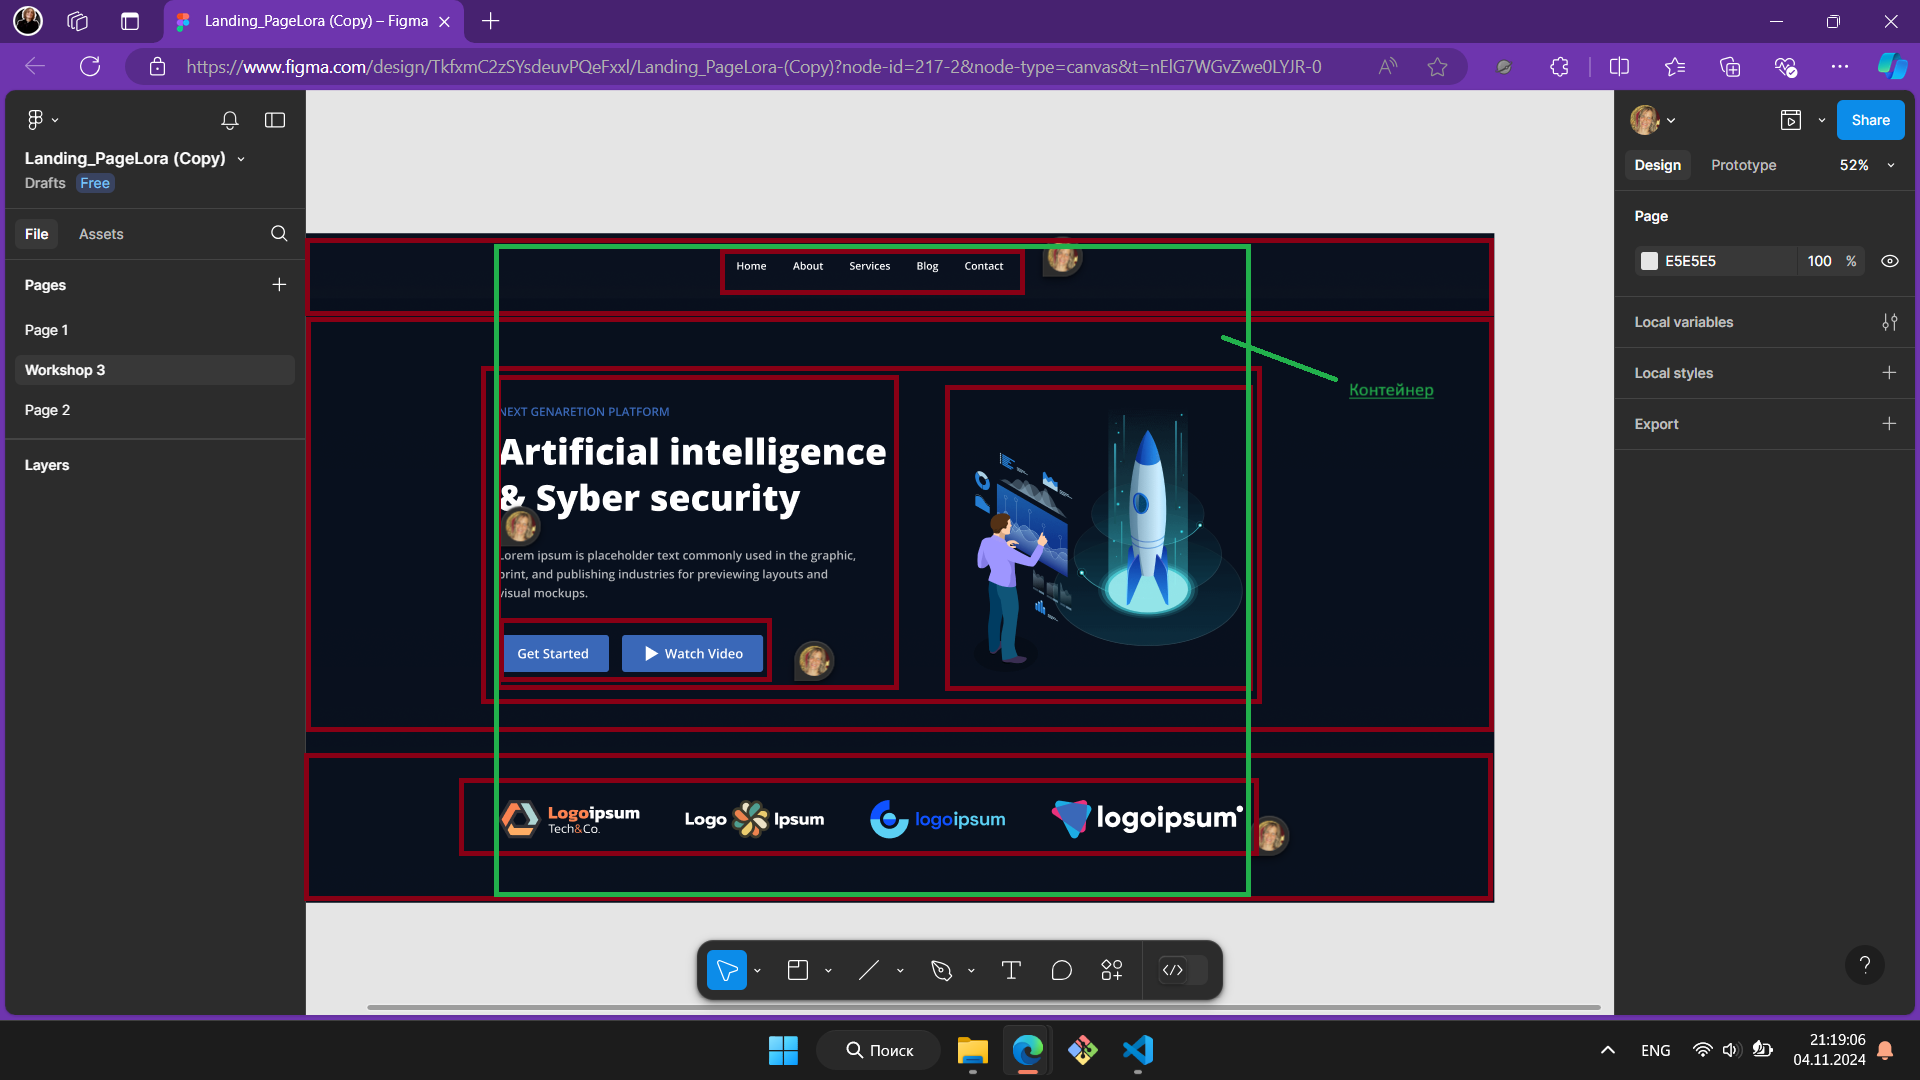 Landing_PageLora (Copy) – Figma
https://www.figma.com/design/TkfxmC2zSYsdeuvPQeFxxl/Landing_PageLora-(Copy)?node-id=217-2&node-type=canvas&t=nElG7WGvZwe0LYJR-0
Landing_PageLora (Copy)
Drafts Free
File Assets
Pages
Page 1
Workshop 3
Page 2
Layers
Home About Services Blog Contact
Контейнер
NEXT GENARETION PLATFORM
Artificial intelligence
& Syber security
Lorem ipsum is placeholder text commonly used in the graphic,
print, and publishing industries for previewing layouts and
visual mockups.
Get Started Watch Video
Logoipsum
Tech&Co.
Logo Ipsum
logoipsum
logoipsum
Share
Design Prototype 52%
Page
E5E5E5 100 %
Local variables
Local styles
Export
?
Поиск
ENG
21:19:06
04.11.2024